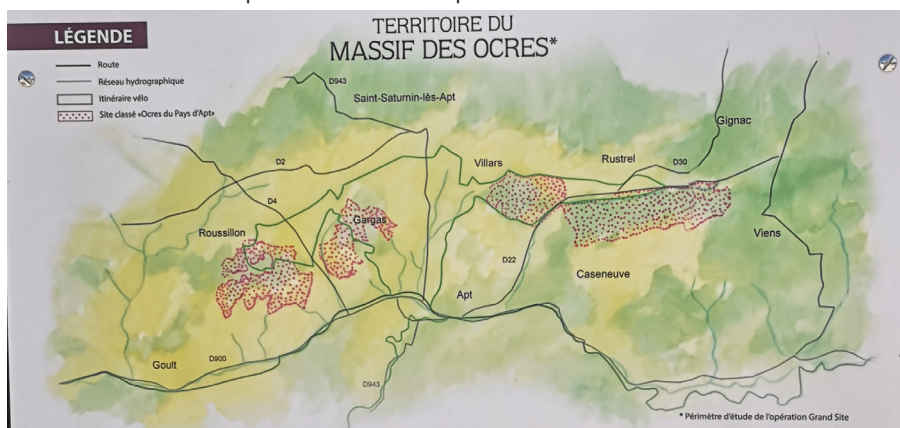 TERRITOIRE DU
MASSIF DES OCRES*
LÉGENDE
Route
Réseau hydrographique
Itinéraire vélo
Site classé «Ocres du Pays d'Apt»
D943
Saint-Saturnin-lès-Apt
Gignac
D2
Villars
Rustrel
D30
D4
Roussillon
Gargas
Viens
D22
Caseneuve
Apt
Goult
D900
D943
* Périmètre d'étude de l'opération Grand Site